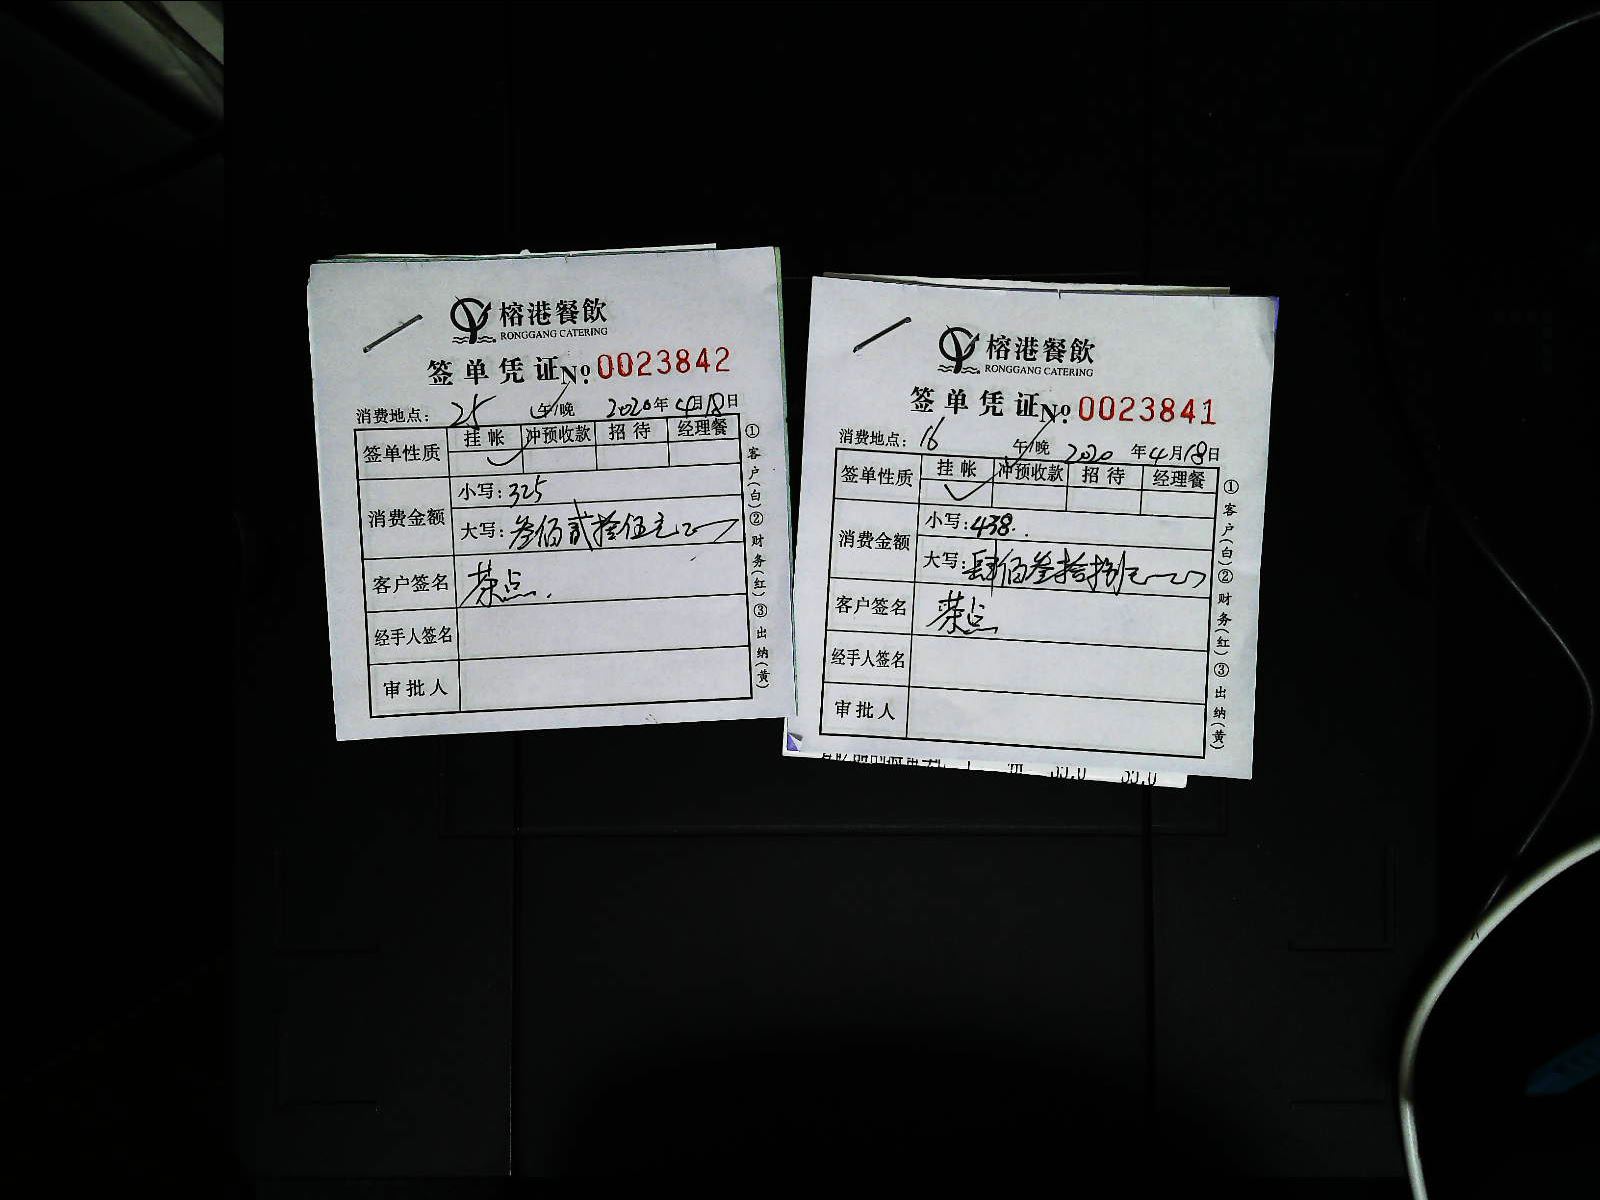 榕港餐飲
RONGGANG CATERING
签单凭证 No: 0023842
消费地点: 25 午/晚 2020年4月18日
签单性质 挂帐 冲预收款 招待 经理餐
消费金额 小写: 325
大写: 叁佰贰拾伍元
客户签名 茶点.
经手人签名
审批人
①客户(白)②财务(红)③出纳(黄)
榕港餐飲
RONGGANG CATERING
签单凭证 No: 0023841
消费地点: 16 午/晚 2020年4月18日
签单性质 挂帐 冲预收款 招待 经理餐
消费金额 小写: 438.
大写: 肆佰叁拾捌元
客户签名 茶点
经手人签名
审批人
①客户(白)②财务(红)③出纳(黄)